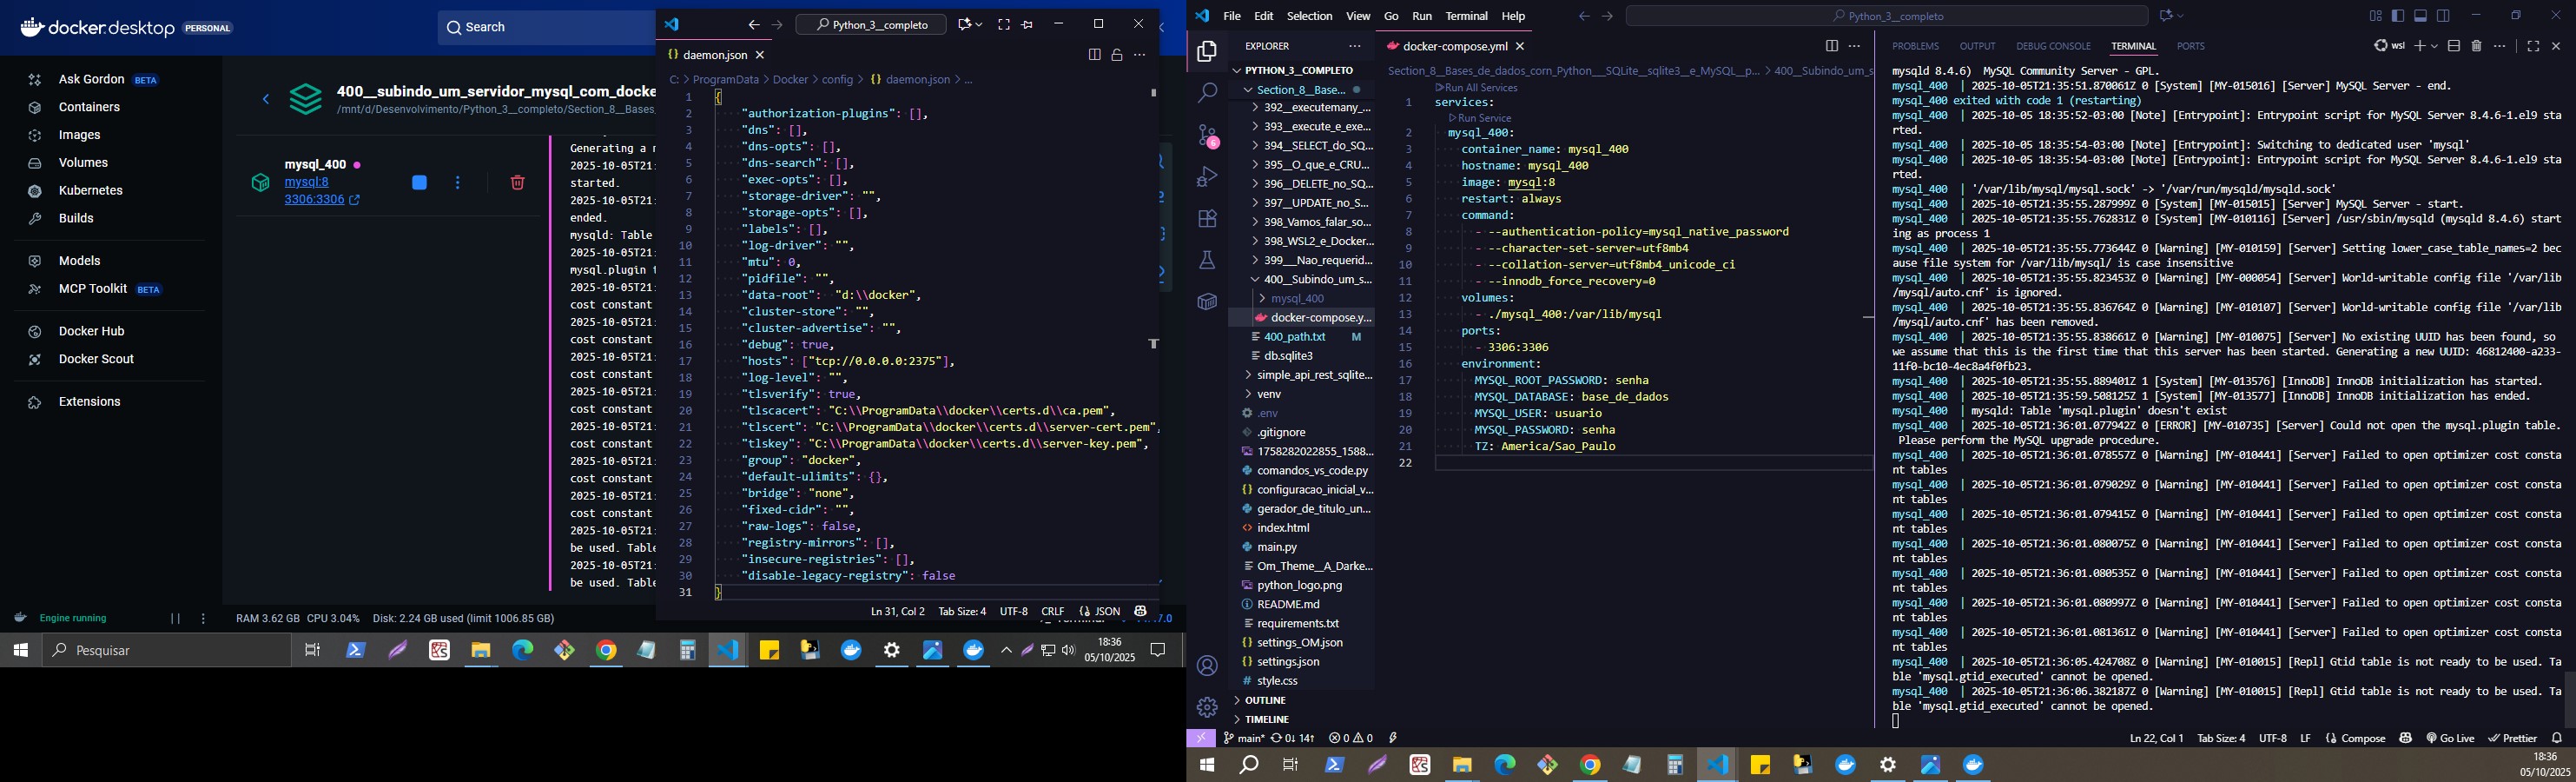 docker.desktop PERSONAL
Search
Ask Gordon BETA
Containers
Images
Volumes
Kubernetes
Builds
Models
MCP Toolkit BETA
Docker Hub
Docker Scout
Extensions
400__subindo_um_servidor_mysql_com_docke
/mnt/d/Desenvolvimento/Python_3__completo/Section_8__Bases_
mysql_400
mysql:8
3306:3306
Generating a n
2025-10-05T21:
started.
2025-10-05T21:
ended.
mysqld: Table
2025-10-05T21:
mysql.plugin t
2025-10-05T21:
cost constant
2025-10-05T21:
cost constant
2025-10-05T21:
cost constant
2025-10-05T21:
cost constant
2025-10-05T21:
cost constant
2025-10-05T21:
cost constant
2025-10-05T21:
cost constant
2025-10-05T21:
be used. Table
2025-10-05T21:
be used. Table
Engine running
RAM 3.62 GB CPU 3.04% Disk: 2.24 GB used (limit 1006.85 GB)
Python_3__completo
{} daemon.json
C: > ProgramData > Docker > config > {} daemon.json > ...
1 {
2 "authorization-plugins": [],
3 "dns": [],
4 "dns-opts": [],
5 "dns-search": [],
6 "exec-opts": [],
7 "storage-driver": "",
8 "storage-opts": [],
9 "labels": [],
10 "log-driver": "",
11 "mtu": 0,
12 "pidfile": "",
13 "data-root": "d:\\docker",
14 "cluster-store": "",
15 "cluster-advertise": "",
16 "debug": true,
17 "hosts": ["tcp://0.0.0.0:2375"],
18 "log-level": "",
19 "tlsverify": true,
20 "tlscacert": "C:\\ProgramData\\docker\\certs.d\\ca.pem",
21 "tlscert": "C:\\ProgramData\\docker\\certs.d\\server-cert.pem",
22 "tlskey": "C:\\ProgramData\\docker\\certs.d\\server-key.pem",
23 "group": "docker",
24 "default-ulimits": {},
25 "bridge": "none",
26 "fixed-cidr": "",
27 "raw-logs": false,
28 "registry-mirrors": [],
29 "insecure-registries": [],
30 "disable-legacy-registry": false
31 }
Ln 31, Col 2 Tab Size: 4 UTF-8 CRLF {} JSON
Pesquisar
18:36
05/10/2025
File Edit Selection View Go Run Terminal Help
Python_3__completo
EXPLORER
PYTHON_3__COMPLETO
Section_8__Base...
392__executemany_...
393__execute_e_exe...
394__SELECT_do_SQ...
395__O_que_e_CRU...
396__DELETE_no_SQ...
397__UPDATE_no_S...
398_Vamos_falar_so...
398_WSL2_e_Docker...
399__Nao_requerid...
400__Subindo_um_s...
mysql_400
docker-compose.y...
400_path.txt M
db.sqlite3
simple_api_rest_sqlite...
venv
.env
.gitignore
1758282022855_1588...
comandos_vs_code.py
configuracao_inicial_v...
gerador_de_titulo_un...
index.html
main.py
Om_Theme__A_Darke...
python_logo.png
README.md
requirements.txt
settings_OM.json
settings.json
style.css
OUTLINE
TIMELINE
docker-compose.yml
Section_8__Bases_de_dados_com_Python___SQLite__sqlite3__e_MySQL__p... > 400__Subindo_um_s
Run All Services
1 services:
Run Service
2 mysql_400:
3 container_name: mysql_400
4 hostname: mysql_400
5 image: mysql:8
6 restart: always
7 command:
8 - --authentication-policy=mysql_native_password
9 - --character-set-server=utf8mb4
10 - --collation-server=utf8mb4_unicode_ci
11 - --innodb_force_recovery=0
12 volumes:
13 - ./mysql_400:/var/lib/mysql
14 ports:
15 - 3306:3306
16 environment:
17 MYSQL_ROOT_PASSWORD: senha
18 MYSQL_DATABASE: base_de_dados
19 MYSQL_USER: usuario
20 MYSQL_PASSWORD: senha
21 TZ: America/Sao_Paulo
22
PROBLEMS OUTPUT DEBUG CONSOLE TERMINAL PORTS
wsl
mysqld 8.4.6) MySQL Community Server - GPL.
mysql_400 | 2025-10-05T21:35:51.870061Z 0 [System] [MY-015016] [Server] MySQL Server - end.
mysql_400 exited with code 1 (restarting)
mysql_400 | 2025-10-05 18:35:52-03:00 [Note] [Entrypoint]: Entrypoint script for MySQL Server 8.4.6-1.el9 sta
rted.
mysql_400 | 2025-10-05 18:35:54-03:00 [Note] [Entrypoint]: Switching to dedicated user 'mysql'
mysql_400 | 2025-10-05 18:35:54-03:00 [Note] [Entrypoint]: Entrypoint script for MySQL Server 8.4.6-1.el9 sta
rted.
mysql_400 | '/var/lib/mysql/mysql.sock' -> '/var/run/mysqld/mysqld.sock'
mysql_400 | 2025-10-05T21:35:55.287999Z 0 [System] [MY-015015] [Server] MySQL Server - start.
mysql_400 | 2025-10-05T21:35:55.762831Z 0 [System] [MY-010116] [Server] /usr/sbin/mysqld (mysqld 8.4.6) start
ing as process 1
mysql_400 | 2025-10-05T21:35:55.773644Z 0 [Warning] [MY-010159] [Server] Setting lower_case_table_names=2 bec
ause file system for /var/lib/mysql/ is case insensitive
mysql_400 | 2025-10-05T21:35:55.823453Z 0 [Warning] [MY-000054] [Server] World-writable config file '/var/lib
/mysql/auto.cnf' is ignored.
mysql_400 | 2025-10-05T21:35:55.836764Z 0 [Warning] [MY-010107] [Server] World-writable config file '/var/lib
/mysql/auto.cnf' has been removed.
mysql_400 | 2025-10-05T21:35:55.838661Z 0 [Warning] [MY-010075] [Server] No existing UUID has been found, so
we assume that this is the first time that this server has been started. Generating a new UUID: 46812400-a233-
11f0-bc10-4ec8a4f0fb23.
mysql_400 | 2025-10-05T21:35:55.889401Z 1 [System] [MY-013576] [InnoDB] InnoDB initialization has started.
mysql_400 | 2025-10-05T21:35:59.508125Z 1 [System] [MY-013577] [InnoDB] InnoDB initialization has ended.
mysql_400 | mysqld: Table 'mysql.plugin' doesn't exist
mysql_400 | 2025-10-05T21:36:01.077942Z 0 [ERROR] [MY-010735] [Server] Could not open the mysql.plugin table.
Please perform the MySQL upgrade procedure.
mysql_400 | 2025-10-05T21:36:01.078557Z 0 [Warning] [MY-010441] [Server] Failed to open optimizer cost consta
nt tables
mysql_400 | 2025-10-05T21:36:01.079029Z 0 [Warning] [MY-010441] [Server] Failed to open optimizer cost consta
nt tables
mysql_400 | 2025-10-05T21:36:01.079415Z 0 [Warning] [MY-010441] [Server] Failed to open optimizer cost consta
nt tables
mysql_400 | 2025-10-05T21:36:01.080075Z 0 [Warning] [MY-010441] [Server] Failed to open optimizer cost consta
nt tables
mysql_400 | 2025-10-05T21:36:01.080535Z 0 [Warning] [MY-010441] [Server] Failed to open optimizer cost consta
nt tables
mysql_400 | 2025-10-05T21:36:01.080997Z 0 [Warning] [MY-010441] [Server] Failed to open optimizer cost consta
nt tables
mysql_400 | 2025-10-05T21:36:01.081361Z 0 [Warning] [MY-010441] [Server] Failed to open optimizer cost consta
nt tables
mysql_400 | 2025-10-05T21:36:05.424708Z 0 [Warning] [MY-010015] [Repl] Gtid table is not ready to be used. Ta
ble 'mysql.gtid_executed' cannot be opened.
mysql_400 | 2025-10-05T21:36:06.382187Z 0 [Warning] [MY-010015] [Repl] Gtid table is not ready to be used. Ta
ble 'mysql.gtid_executed' cannot be opened.
main* 0↓ 14↑ 0 0
Ln 22, Col 1 Tab Size: 4 UTF-8 LF {} Compose Go Live Prettier
18:36
05/10/2025